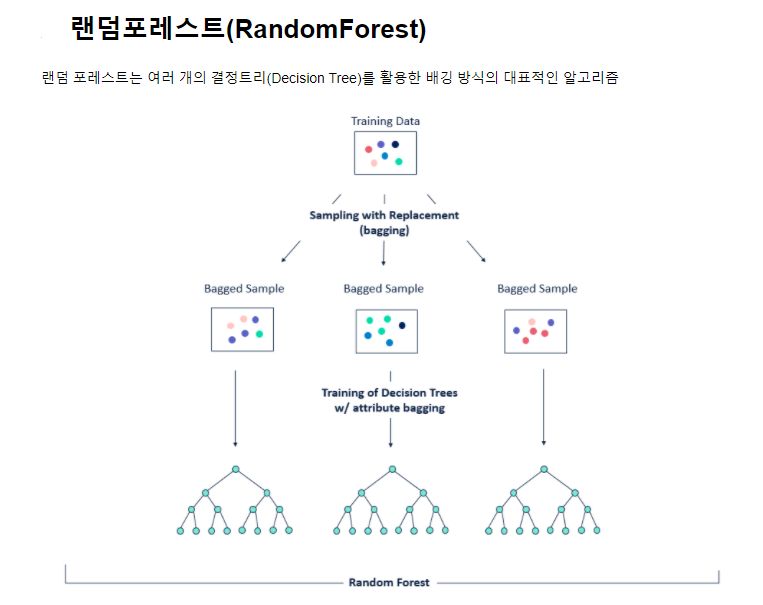 랜덤포레스트(RandomForest)
랜덤 포레스트는 여러 개의 결정트리(Decision Tree)를 활용한 배깅 방식의 대표적인 알고리즘
Training Data
Sampling with Replacement
(bagging)
Bagged Sample
Bagged Sample
Bagged Sample
Training of Decision Trees
w/ attribute bagging
Random Forest